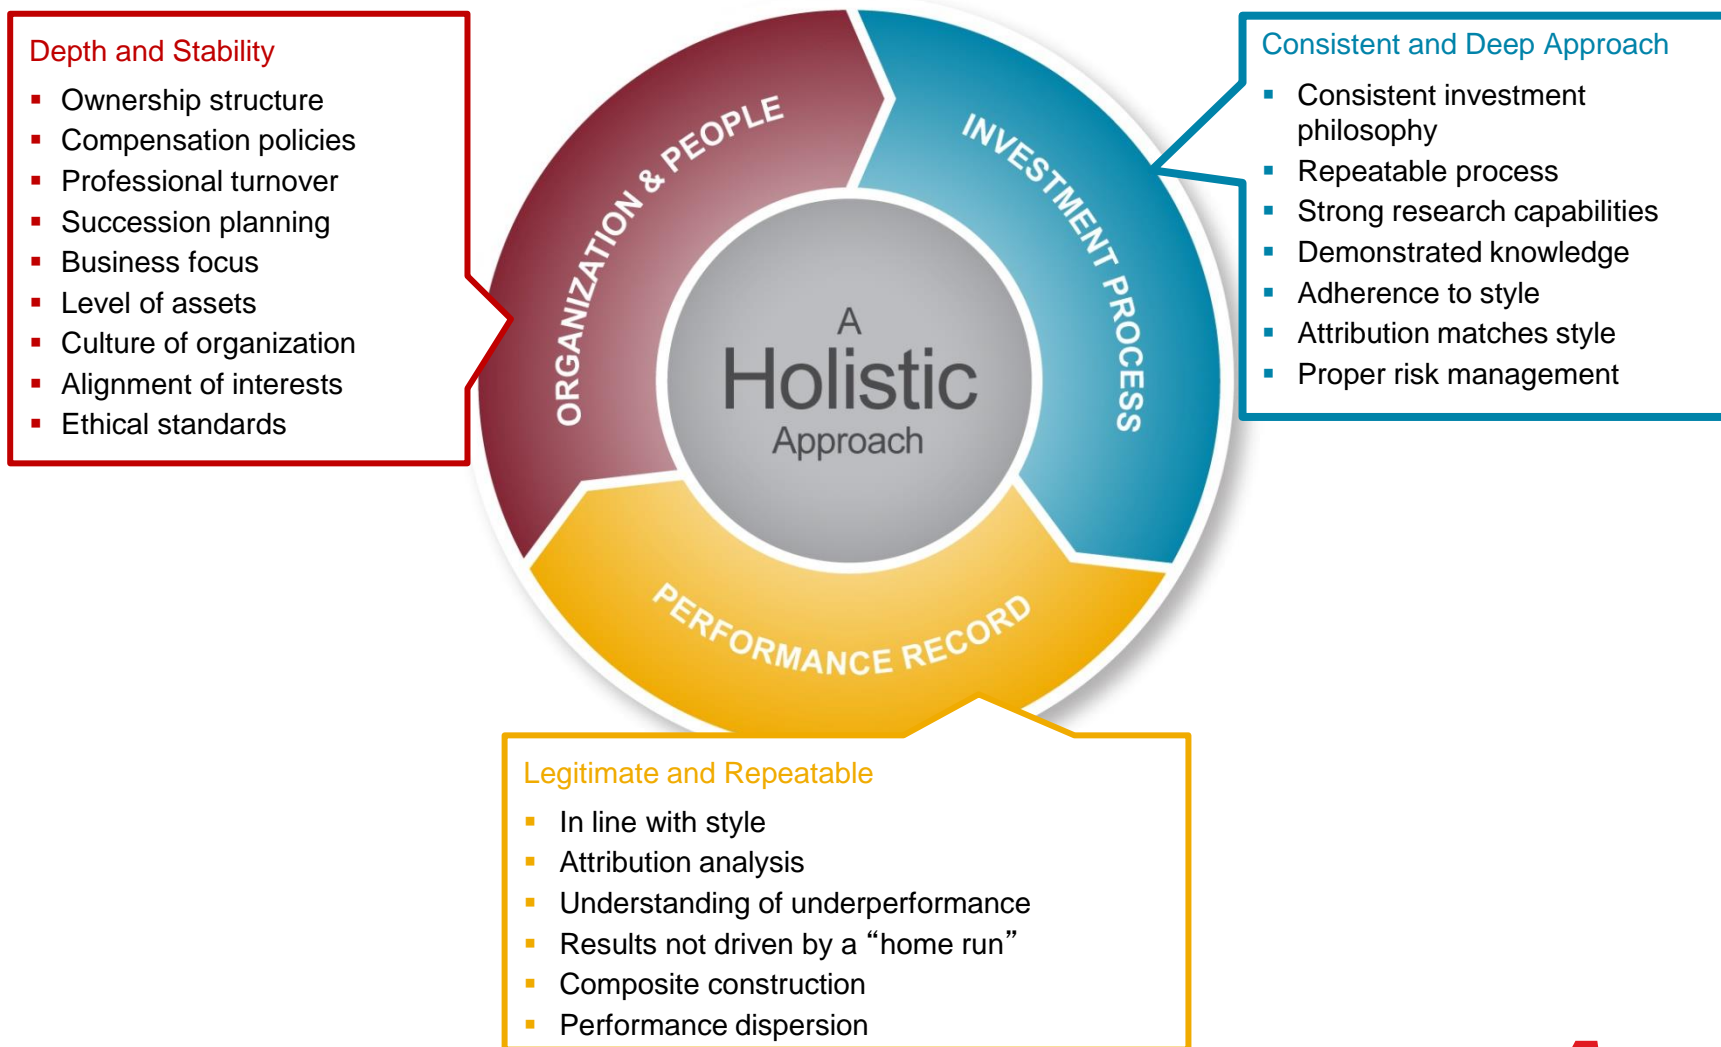 Depth and Stability
▪ Ownership structure
▪ Compensation policies
▪ Professional turnover
▪ Succession planning
▪ Business focus
▪ Level of assets
▪ Culture of organization
▪ Alignment of interests
▪ Ethical standards
ORGANIZATION & PEOPLE
INVESTMENT PROCESS
PERFORMANCE RECORD
A
Holistic
Approach
Consistent and Deep Approach
▪ Consistent investment
philosophy
▪ Repeatable process
▪ Strong research capabilities
▪ Demonstrated knowledge
▪ Adherence to style
▪ Attribution matches style
▪ Proper risk management
Legitimate and Repeatable
▪ In line with style
▪ Attribution analysis
▪ Understanding of underperformance
▪ Results not driven by a “home run”
▪ Composite construction
▪ Performance dispersion